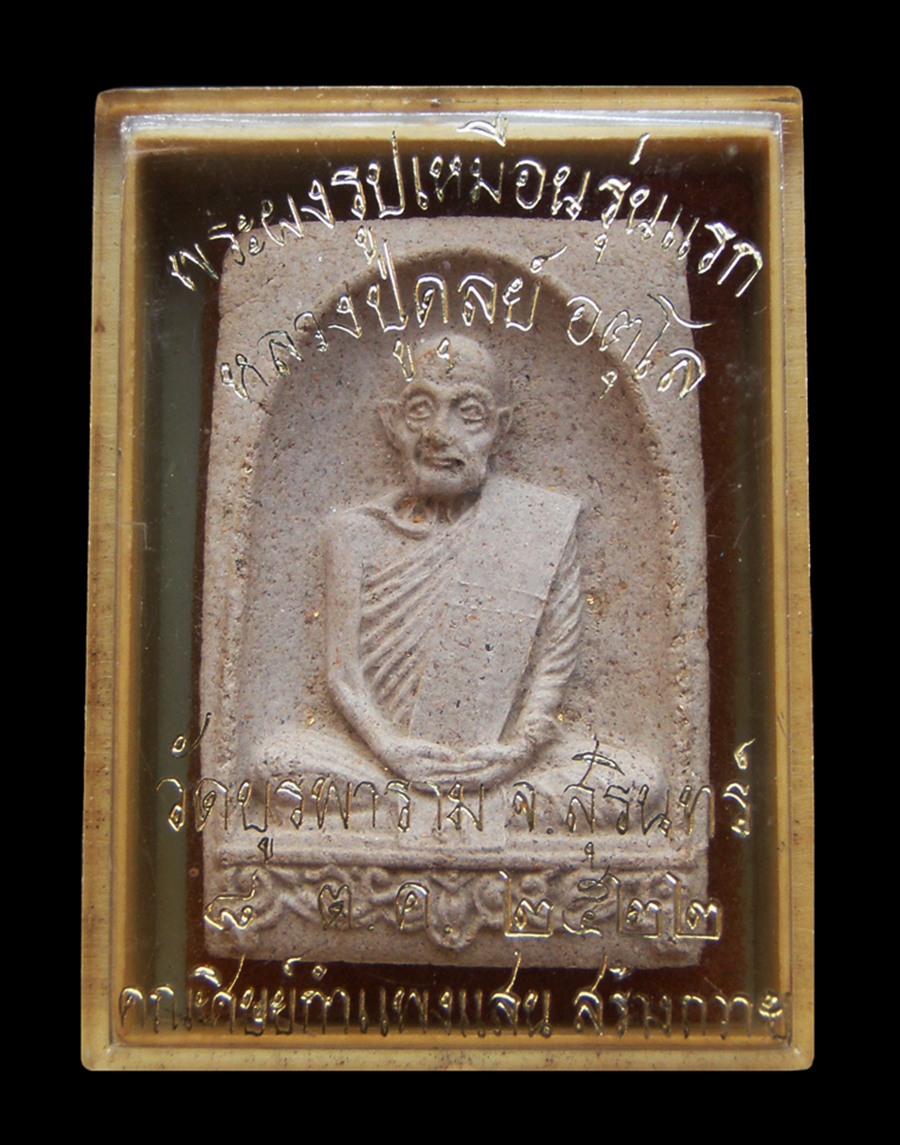 พระผงรูปเหมือนรุ่นแรก
หลวงปู่ดุลย์ อตุโล
วัดบูรพาราม จ.สุรินทร์
๘ ต.ค. ๒๕๒๒
คณะศิษย์กำแพงแสน สร้างถวาย